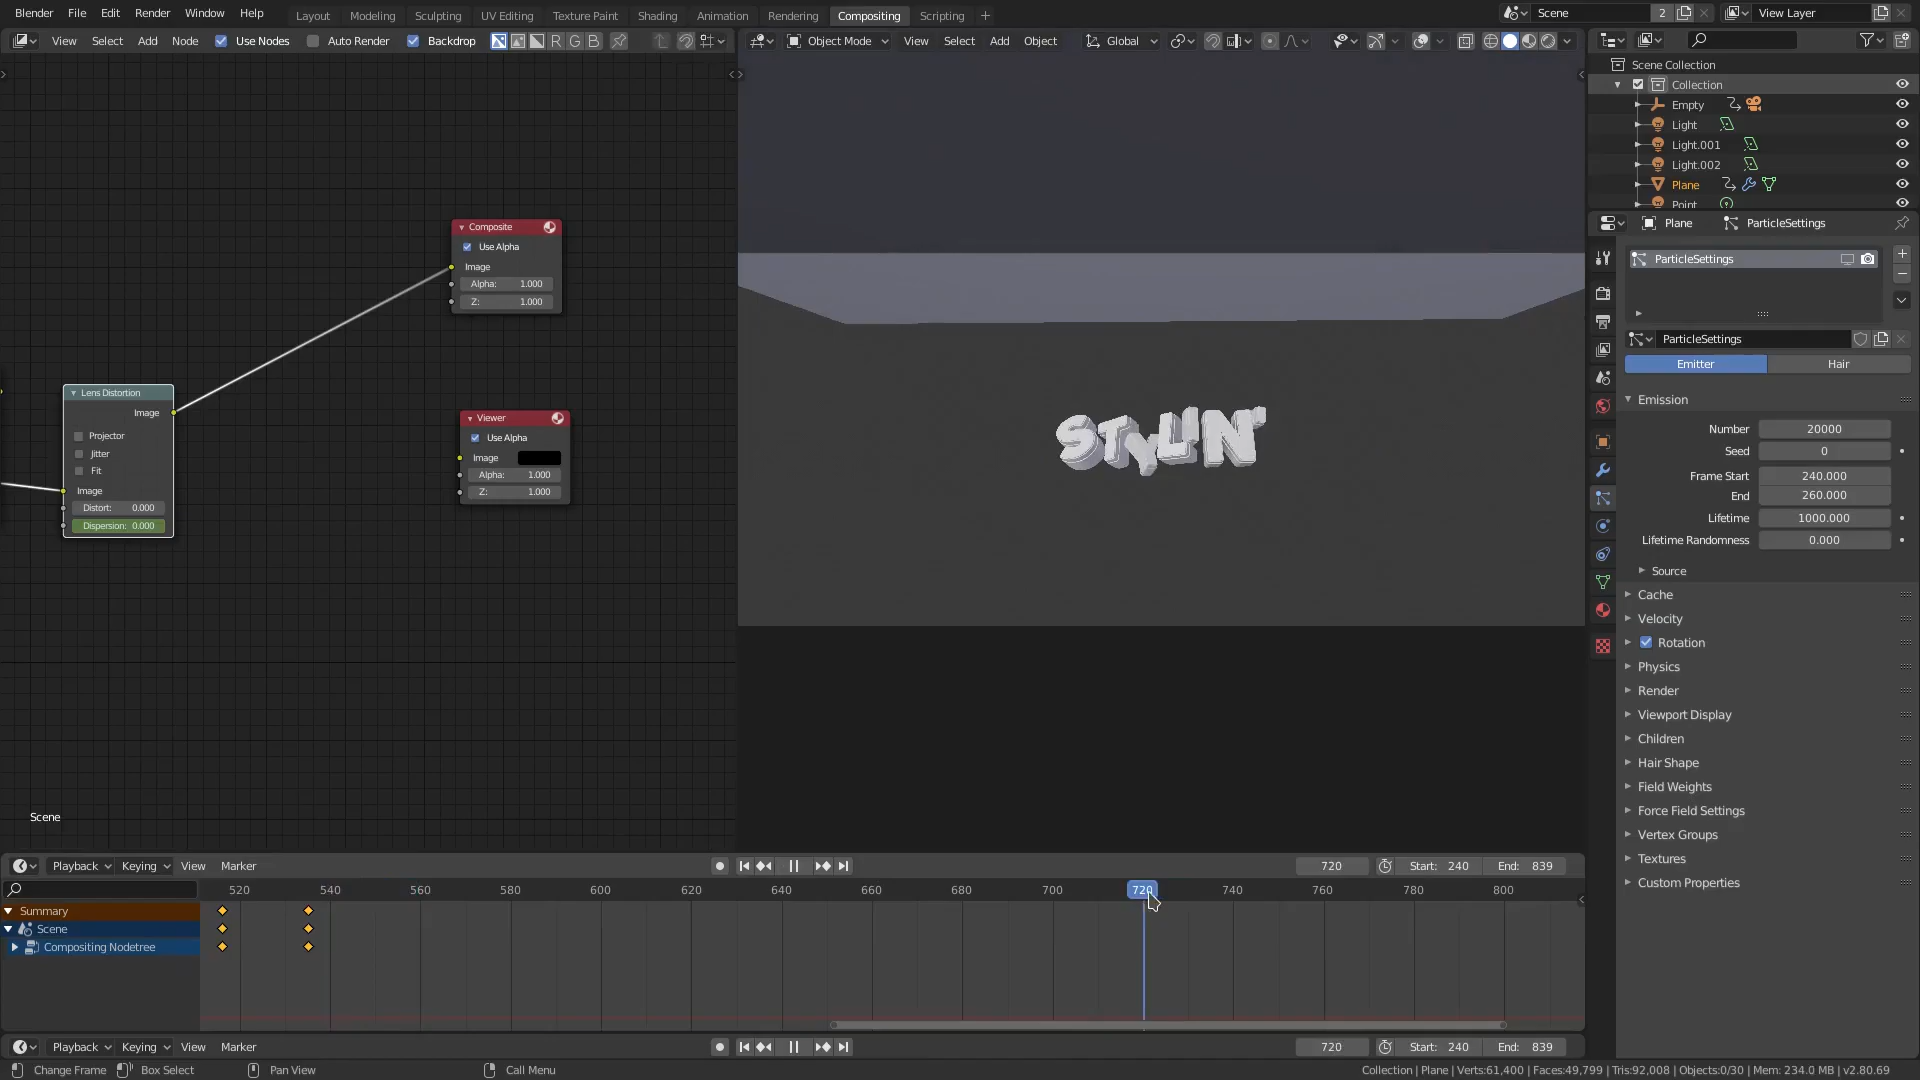 Blender File Edit Render Window Help Layout Modeling Sculpting UV Editing Texture Paint Shading Animation Rendering Compositing Scripting + Scene 2 View Layer
View Select Add Node Use Nodes Auto Render Backdrop R G B Object Mode View Select Add Object Global
Scene Collection
Collection
Empty
Light
Light.001
Light.002
Plane
Point
Composite
Use Alpha
Image
Alpha: 1.000
Z: 1.000
Lens Distortion
Image
Projector
Jitter
Fit
Image
Distort: 0.000
Dispersion: 0.000
Viewer
Use Alpha
Image
Alpha: 1.000
Z: 1.000
Scene
STYLIN'
Plane ParticleSettings
ParticleSettings
ParticleSettings
Emitter Hair
Emission
Number 20000
Seed 0
Frame Start 240.000
End 260.000
Lifetime 1000.000
Lifetime Randomness 0.000
Source
Cache
Velocity
Rotation
Physics
Render
Viewport Display
Children
Hair Shape
Field Weights
Force Field Settings
Vertex Groups
Textures
Custom Properties
Playback Keying View Marker 720 Start: 240 End: 839
520 540 560 580 600 620 640 660 680 700 720 740 760 780 800
Summary
Scene
Compositing Nodetree
Playback Keying View Marker 720 Start: 240 End: 839
Change Frame Box Select Pan View Call Menu Collection | Plane | Verts:61,400 | Faces:49,799 | Tris:92,008 | Objects:0/30 | Mem: 234.0 MB | v2.80.69